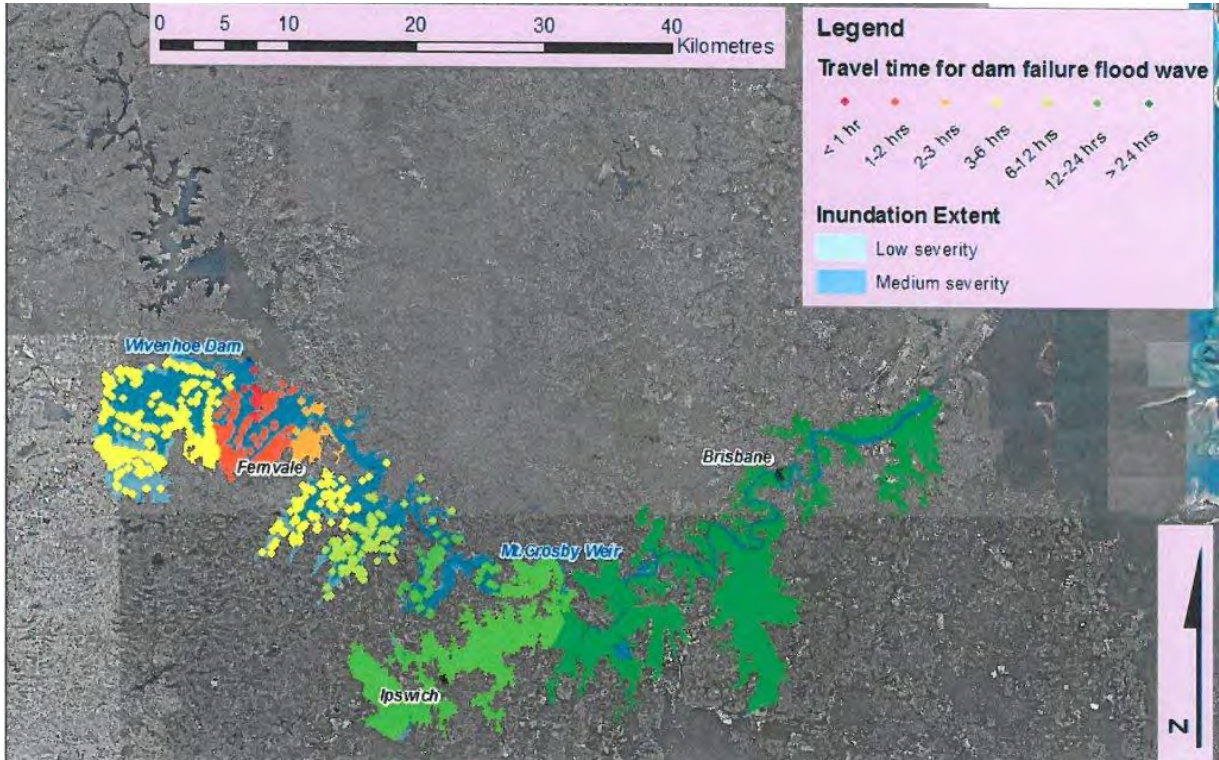 0 5 10 20 30 40
Kilometres
Legend
Travel time for dam failure flood wave
< 1 hr
1-2 hrs
2-3 hrs
3-6 hrs
6-12 hrs
12-24 hrs
> 24 hrs
Inundation Extent
Low severity
Medium severity
Wivenhoe Dam
Fernvale
Brisbane
Mt. Crosby Weir
Ipswich
N